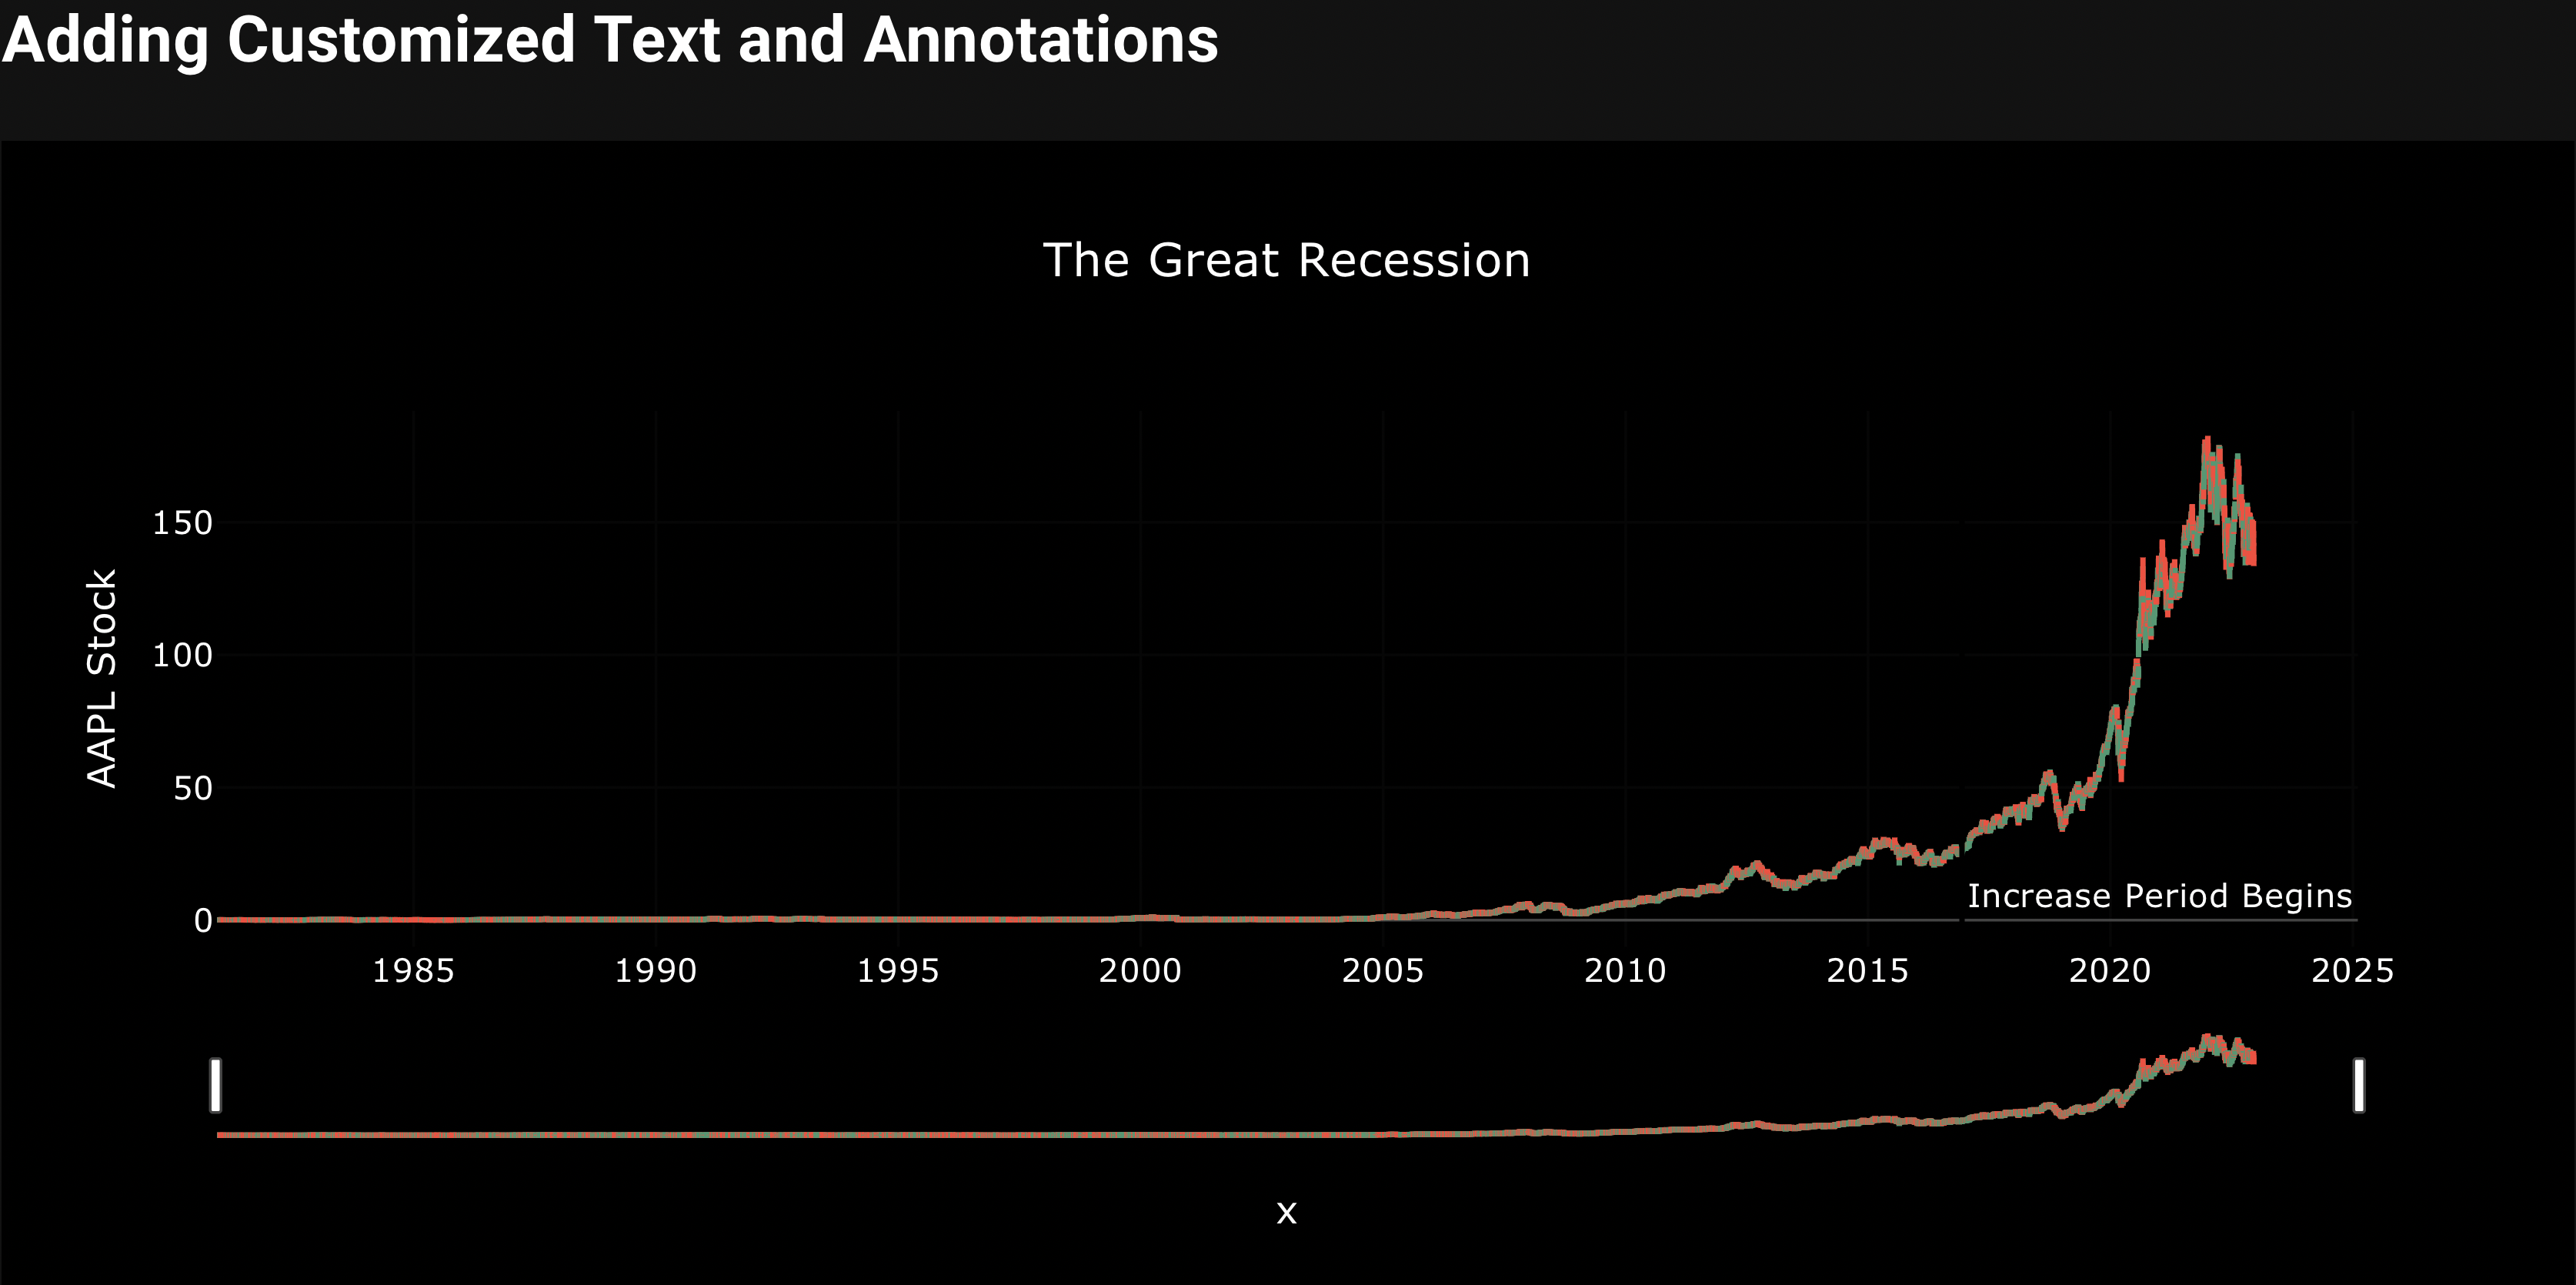 Adding Customized Text and Annotations
The Great Recession
AAPL Stock
150
100
50
0
Increase Period Begins
1985 1990 1995 2000 2005 2010 2015 2020 2025
x